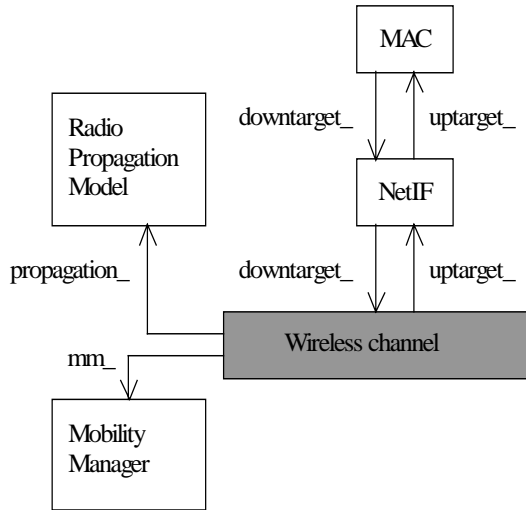 MAC
downtarget_ uptarget_
Radio
Propagation
Model
NetIF
propagation_
downtarget_ uptarget_
Wireless channel
mm_
Mobility
Manager